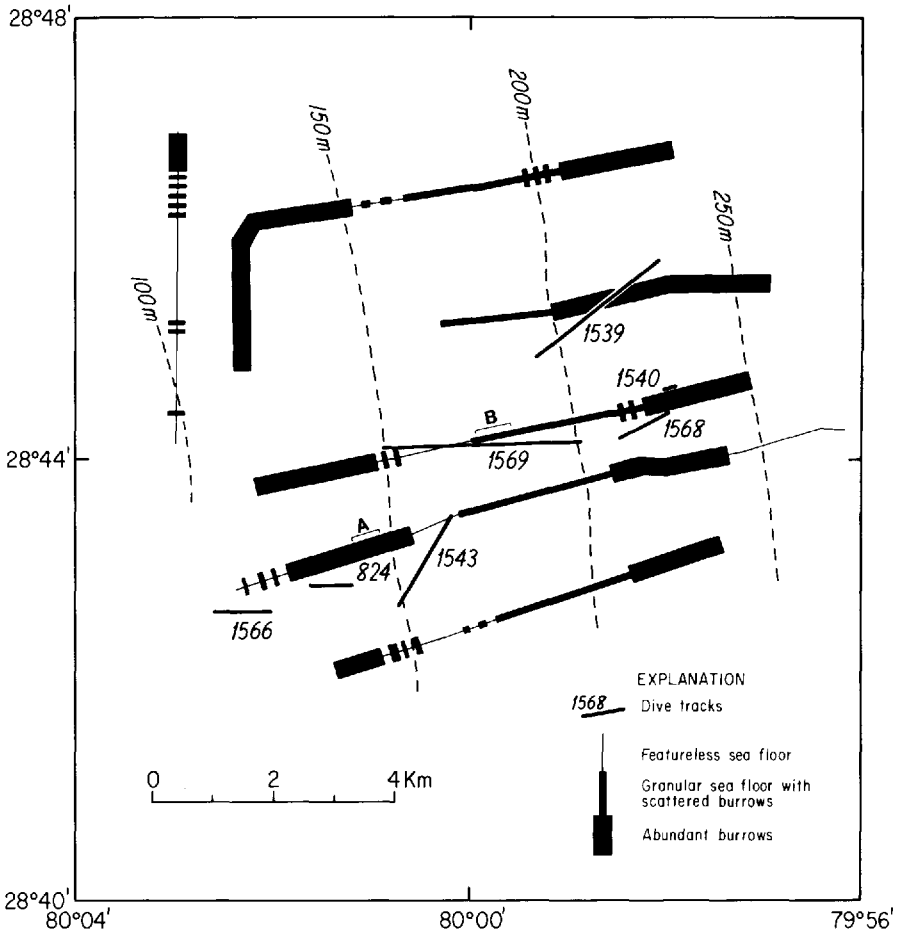 28°48'
200m
150m
250m
100m
1539
1540
B
1568
28°44'
1569
A
824
1543
1566
EXPLANATION
1568
Dive tracks
Featureless sea floor
0 2 4 Km
Granular sea floor with
scattered burrows
Abundant burrows
28°40'
80°04' 80°00' 79°56'